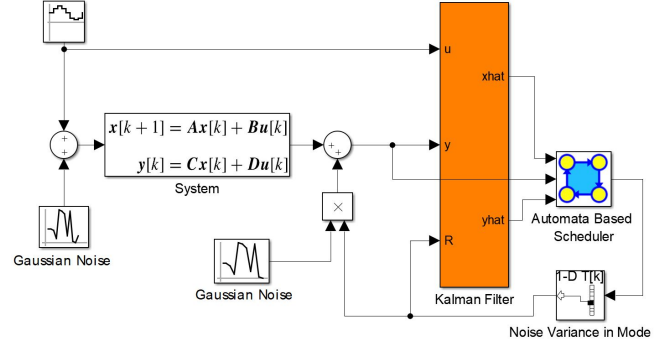 u
xhat
+
+
x[k + 1] = Ax[k] + Bu[k]
y[k] = Cx[k] + Du[k]
System
+
+
y
×
R
yhat
Kalman Filter
Gaussian Noise
Gaussian Noise
Automata Based
Scheduler
1-D T[k]
Noise Variance in Mode